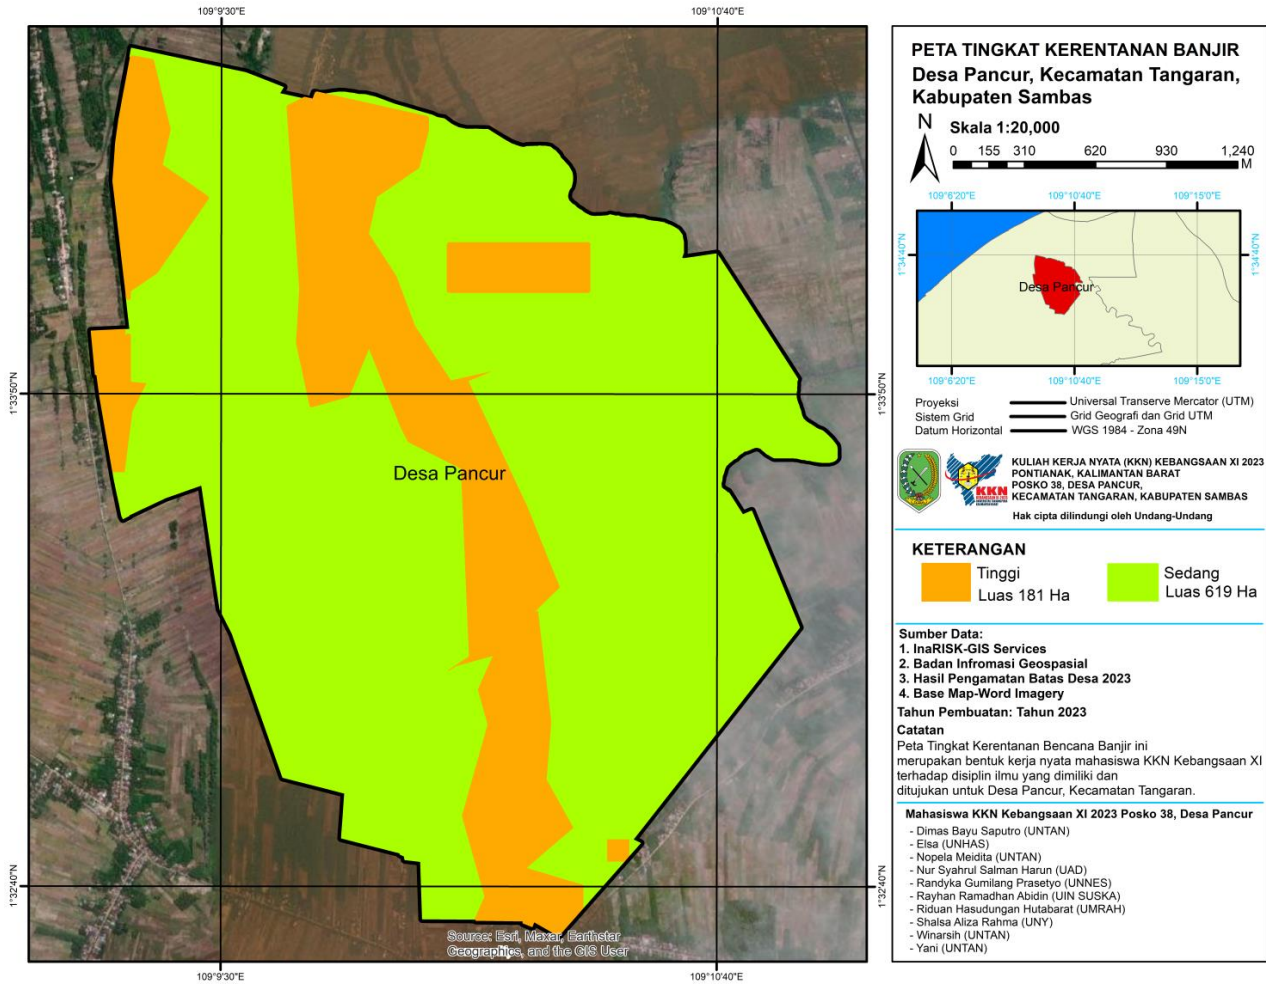 109°9'30"E
109°10'40"E
1°33'50"N
1°33'50"N
Desa Pancur
1°32'40"N
1°32'40"N
Source: Esri, Maxar, Earthstar
Geographics, and the GIS User
109°9'30"E
109°10'40"E
PETA TINGKAT KERENTANAN BANJIR
Desa Pancur, Kecamatan Tangaran,
Kabupaten Sambas
N
Skala 1:20,000
0 155 310 620 930 1,240
M
109°6'20"E 109°10'40"E 109°15'0"E
1°34'40"N
1°34'40"N
Desa Pancur
109°6'20"E 109°10'40"E 109°15'0"E
Proyeksi Universal Transerve Mercator (UTM)
Sistem Grid Grid Geografi dan Grid UTM
Datum Horizontal WGS 1984 - Zona 49N
KKN
KULIAH KERJA NYATA (KKN) KEBANGSAAN XI 2023
PONTIANAK, KALIMANTAN BARAT
POSKO 38, DESA PANCUR,
KECAMATAN TANGARAN, KABUPATEN SAMBAS
Hak cipta dilindungi oleh Undang-Undang
KETERANGAN
Tinggi
Luas 181 Ha
Sedang
Luas 619 Ha
Sumber Data:
1. InaRISK-GIS Services
2. Badan Infromasi Geospasial
3. Hasil Pengamatan Batas Desa 2023
4. Base Map-Word Imagery
Tahun Pembuatan: Tahun 2023
Catatan
Peta Tingkat Kerentanan Bencana Banjir ini
merupakan bentuk kerja nyata mahasiswa KKN Kebangsaan XI
terhadap disiplin ilmu yang dimiliki dan
ditujukan untuk Desa Pancur, Kecamatan Tangaran.
Mahasiswa KKN Kebangsaan XI 2023 Posko 38, Desa Pancur
- Dimas Bayu Saputro (UNTAN)
- Elsa (UNHAS)
- Nopela Meidita (UNTAN)
- Nur Syahrul Salman Harun (UAD)
- Randyka Gumilang Prasetyo (UNNES)
- Rayhan Ramadhan Abidin (UIN SUSKA)
- Riduan Hasudungan Hutabarat (UMRAH)
- Shalsa Aliza Rahma (UNY)
- Winarsih (UNTAN)
- Yani (UNTAN)